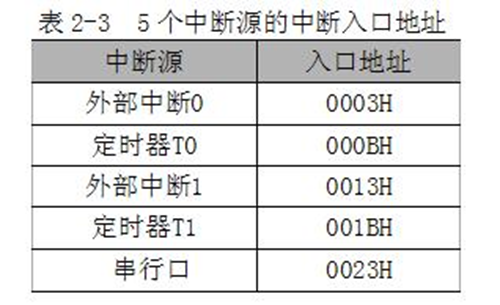 表 2-3 5 个中断源的中断入口地址
中断源 入口地址
外部中断0 0003H
定时器T0 000BH
外部中断1 0013H
定时器T1 001BH
串行口 0023H